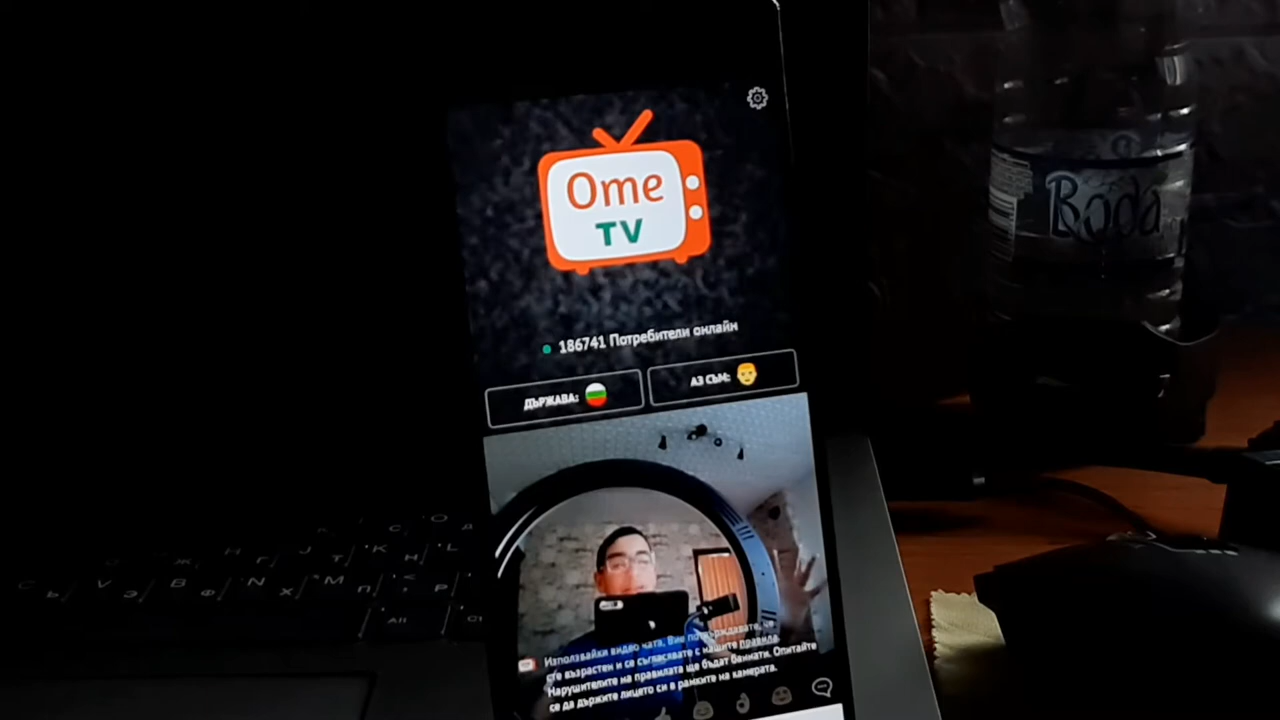 Ome
TV
186741 Потребители онлайн
ДЪРЖАВА:
АЗ СЪМ:
Използвайки видео чата, Вие потвърждавате, че
сте възрастен и се съгласявате с нашите правила.
Нарушителите на правилата ще бъдат баннати. Опитайте
се да държите лицето си в рамките на камерата.
Вода
V B N M
Ж Г Т Н
Ь Э Ф Х П Р
Alt